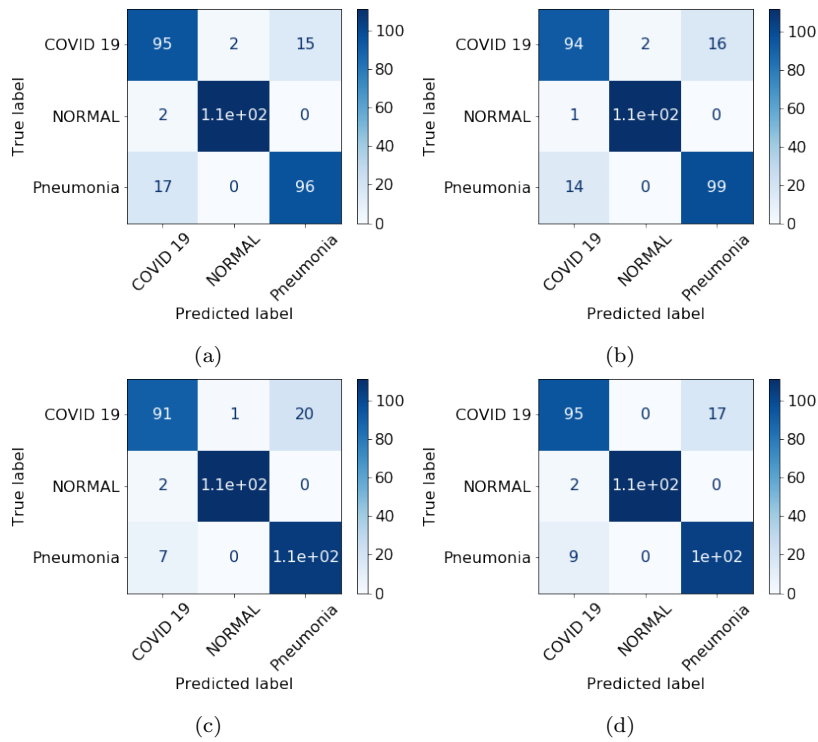 COVID 19 95 2 15
NORMAL 2 1.1e+02 0
Pneumonia 17 0 96
True label
COVID 19 NORMAL Pneumonia
Predicted label
100
80
60
40
20
0
(a)
COVID 19 94 2 16
NORMAL 1 1.1e+02 0
Pneumonia 14 0 99
True label
COVID 19 NORMAL Pneumonia
Predicted label
100
80
60
40
20
0
(b)
COVID 19 91 1 20
NORMAL 2 1.1e+02 0
Pneumonia 7 0 1.1e+02
True label
COVID 19 NORMAL Pneumonia
Predicted label
100
80
60
40
20
0
(c)
COVID 19 95 0 17
NORMAL 2 1.1e+02 0
Pneumonia 9 0 1e+02
True label
COVID 19 NORMAL Pneumonia
Predicted label
100
80
60
40
20
0
(d)